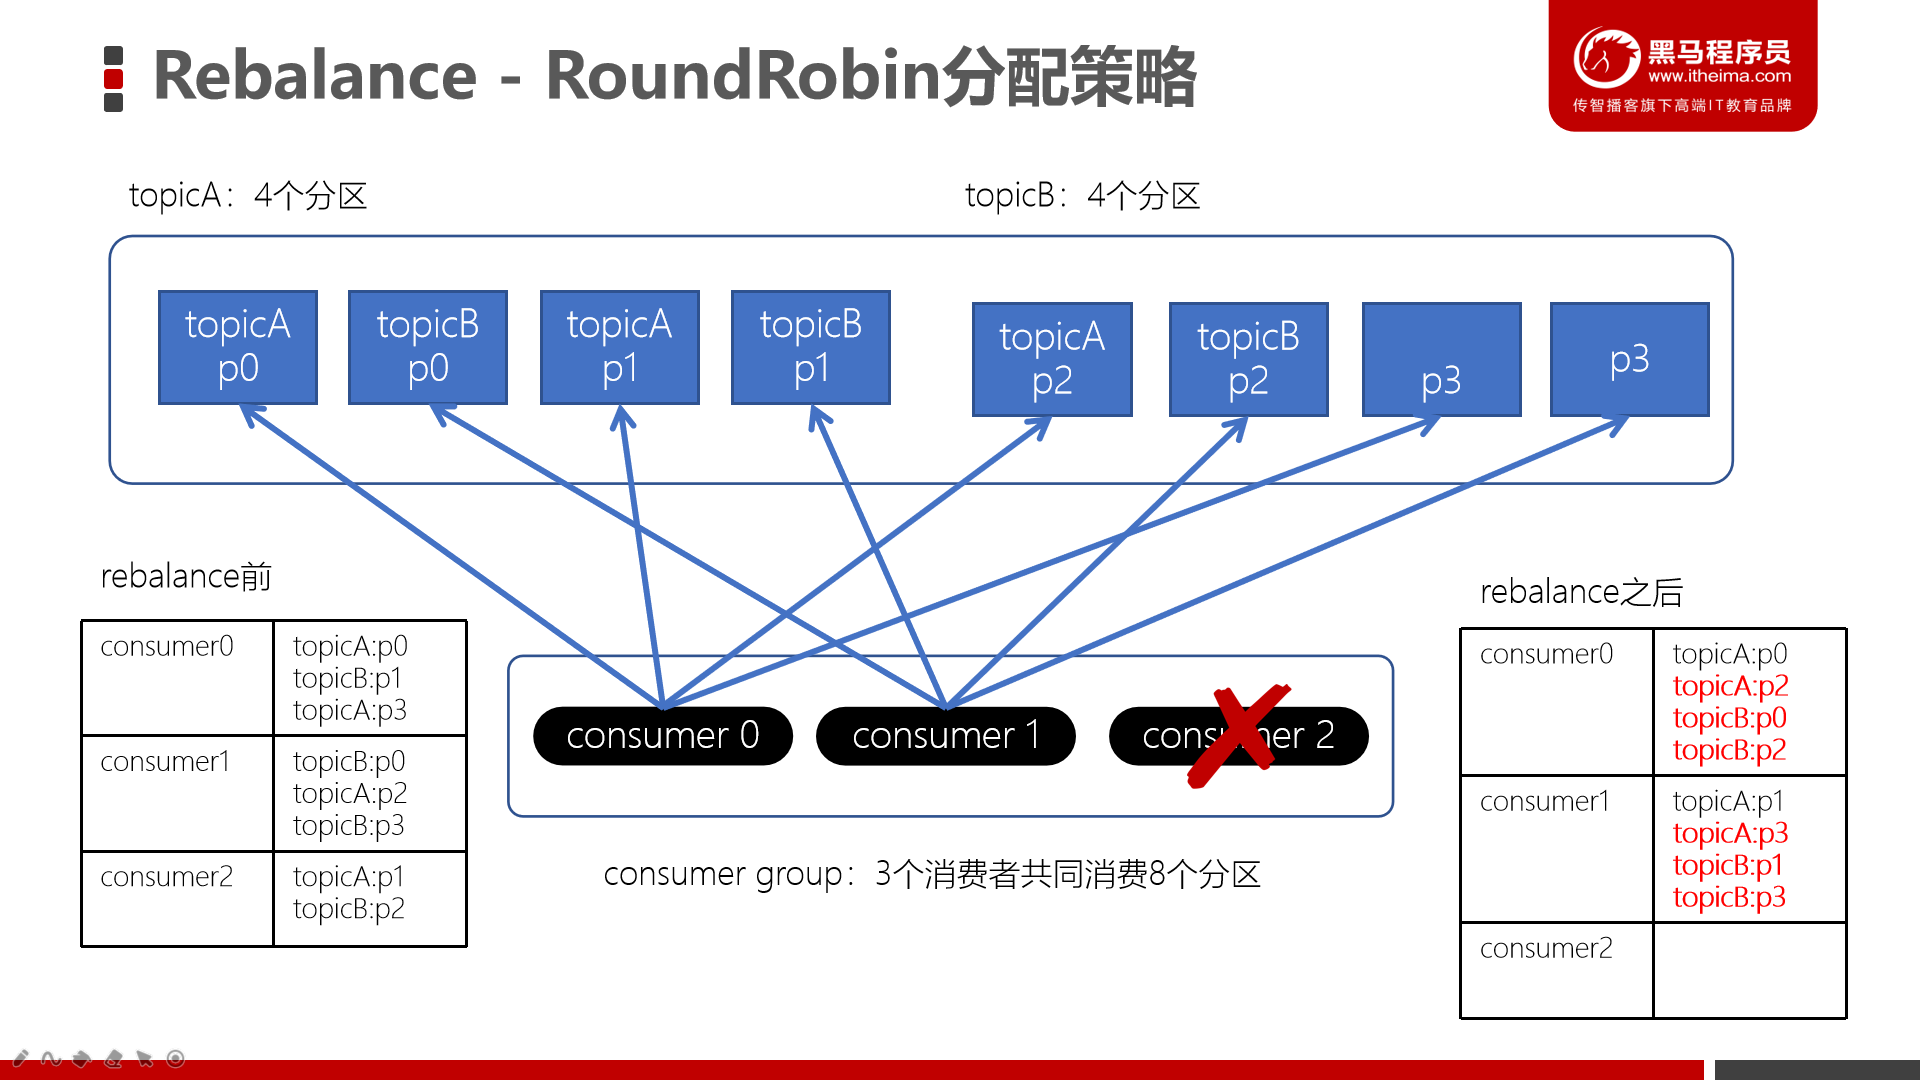 Rebalance - RoundRobin分配策略
黑马程序员
www.itheima.com
传智播客旗下高端IT教育品牌
topicA：4个分区
topicB：4个分区
topicA
p0
topicB
p0
topicA
p1
topicB
p1
topicA
p2
topicB
p2
p3
p3
rebalance前
consumer0
topicA:p0
topicB:p1
topicA:p3
consumer1
topicB:p0
topicA:p2
topicB:p3
consumer2
topicA:p1
topicB:p2
consumer 0
consumer 1
consumer 2
consumer group：3个消费者共同消费8个分区
rebalance之后
consumer0
topicA:p0
topicA:p2
topicB:p0
topicB:p2
consumer1
topicA:p1
topicA:p3
topicB:p1
topicB:p3
consumer2